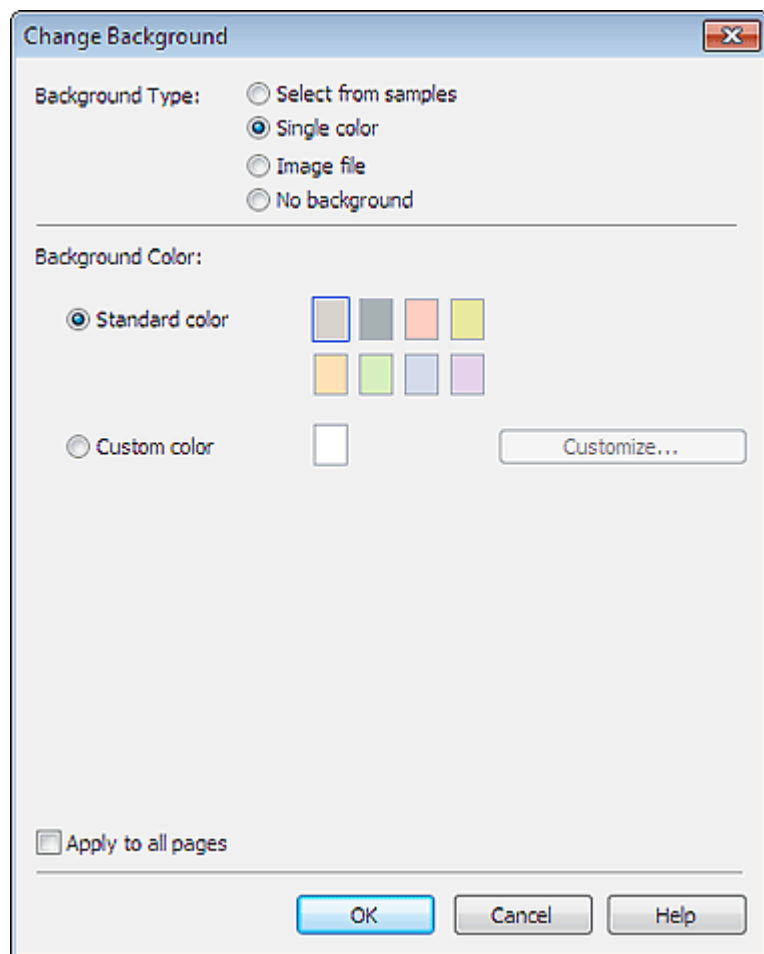 Change Background
Background Type:
Select from samples
Single color
Image file
No background
Background Color:
Standard color
Custom color
Customize...
Apply to all pages
OK Cancel Help